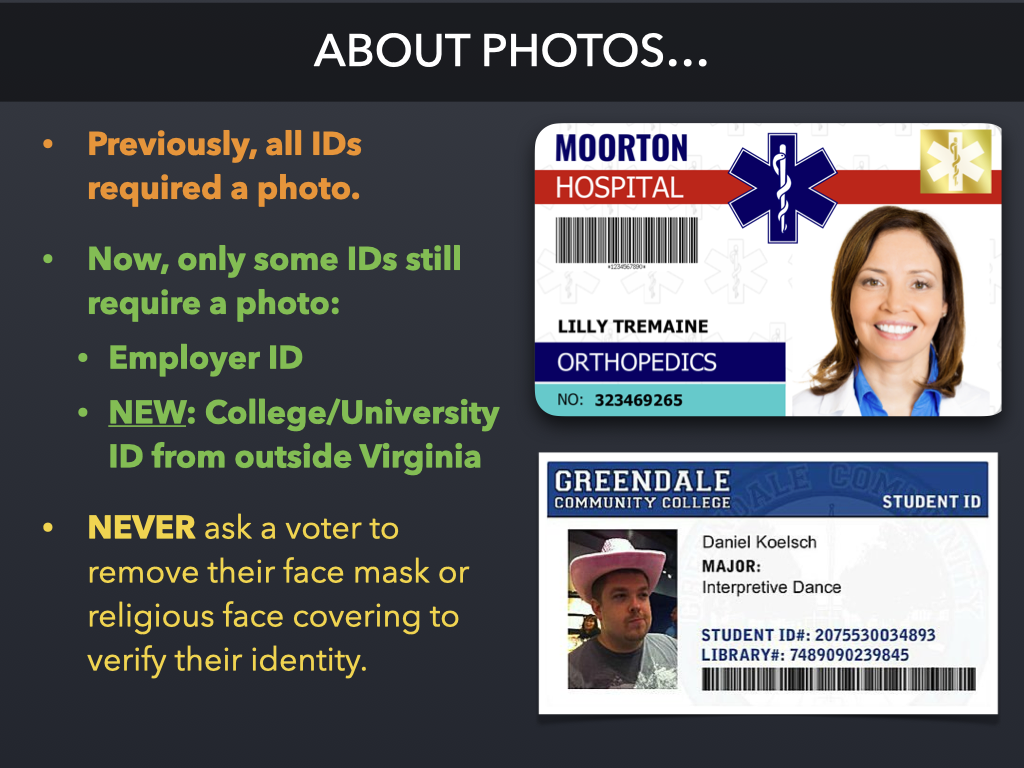 ABOUT PHOTOS...
• Previously, all IDs
required a photo.
• Now, only some IDs still
require a photo:
• Employer ID
• NEW: College/University
ID from outside Virginia
• NEVER ask a voter to
remove their face mask or
religious face covering to
verify their identity.
MOORTON
HOSPITAL
*1234567890*
LILLY TREMAINE
ORTHOPEDICS
NO: 323469265
GREENDALE
COMMUNITY COLLEGE
STUDENT ID
Daniel Koelsch
MAJOR:
Interpretive Dance
STUDENT ID#: 2075530034893
LIBRARY#: 7489090239845